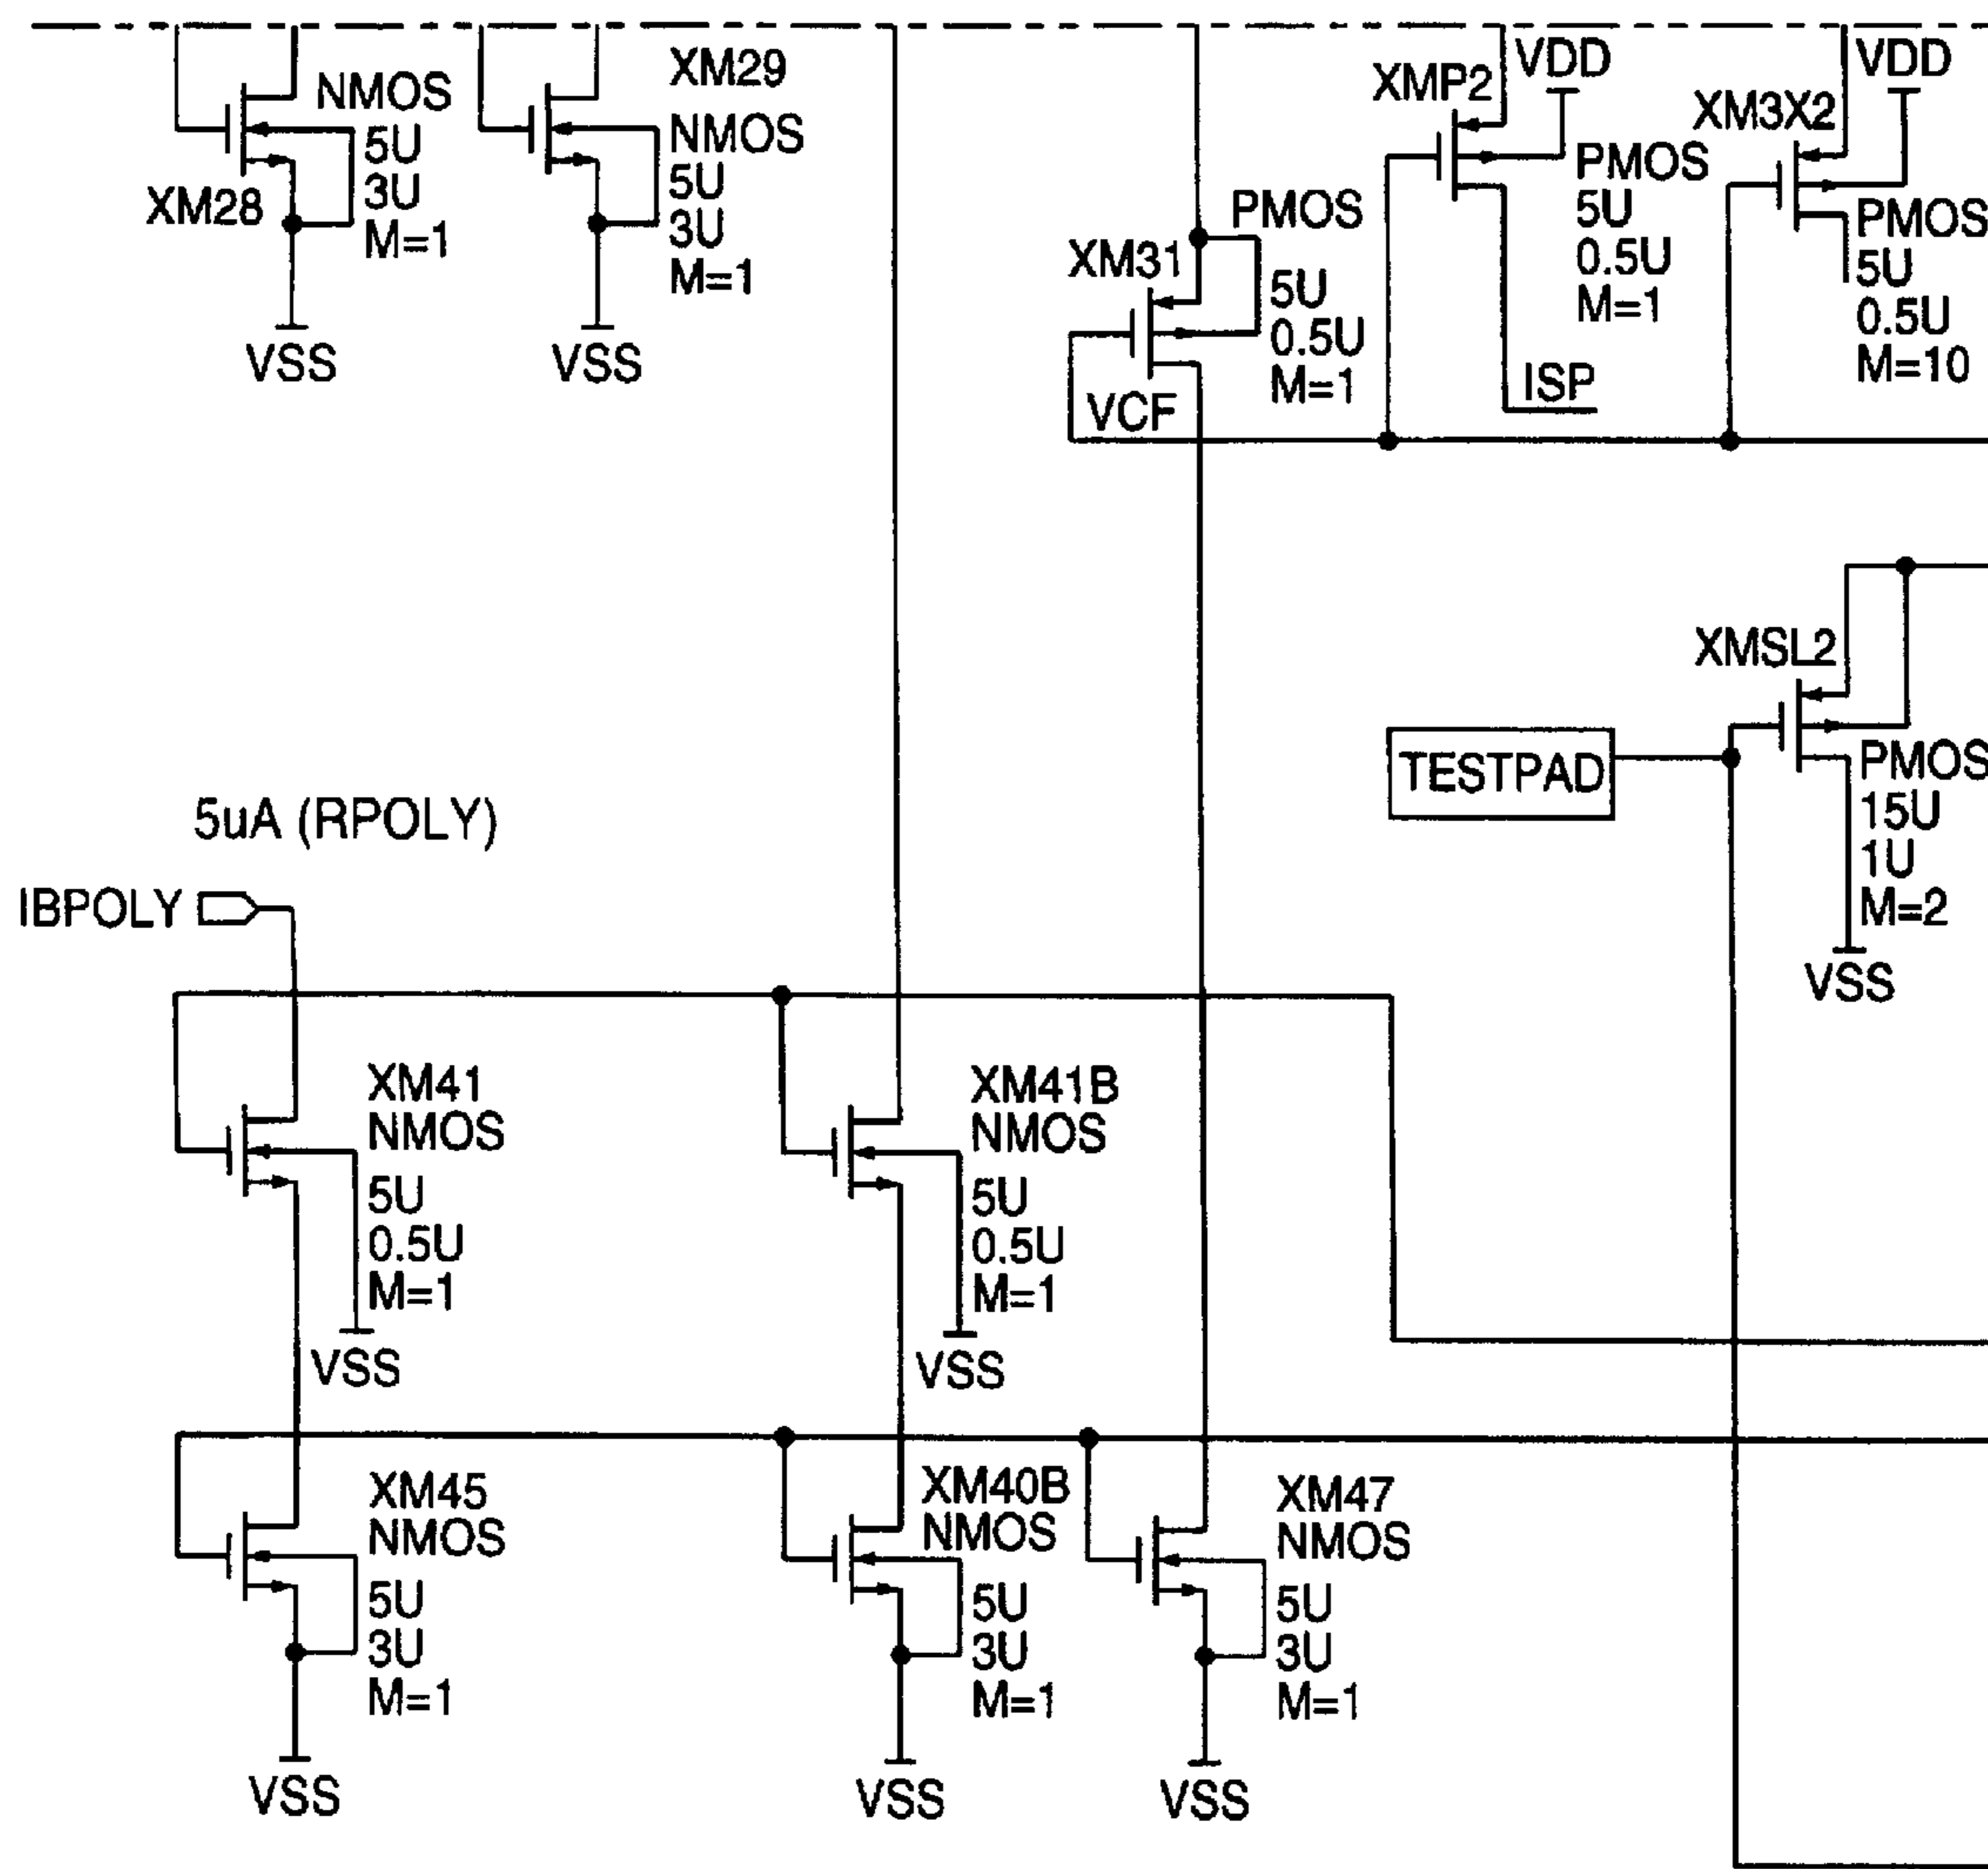 XM28
NMOS
5U
3U
M=1
VSS
XM29
NMOS
5U
3U
M=1
VSS
XM31
PMOS
5U
0.5U
M=1
VCF
XMP2
VDD
PMOS
5U
0.5U
M=1
ISP
XM3X2
VDD
PMOS
5U
0.5U
M=10
XMSL2
PMOS
15U
1U
M=2
VSS
TESTPAD
5uA (RPOLY)
IBPOLY
XM41
NMOS
5U
0.5U
M=1
VSS
XM41B
NMOS
5U
0.5U
M=1
VSS
XM45
NMOS
5U
3U
M=1
VSS
XM40B
NMOS
5U
3U
M=1
VSS
XM47
NMOS
5U
3U
M=1
VSS